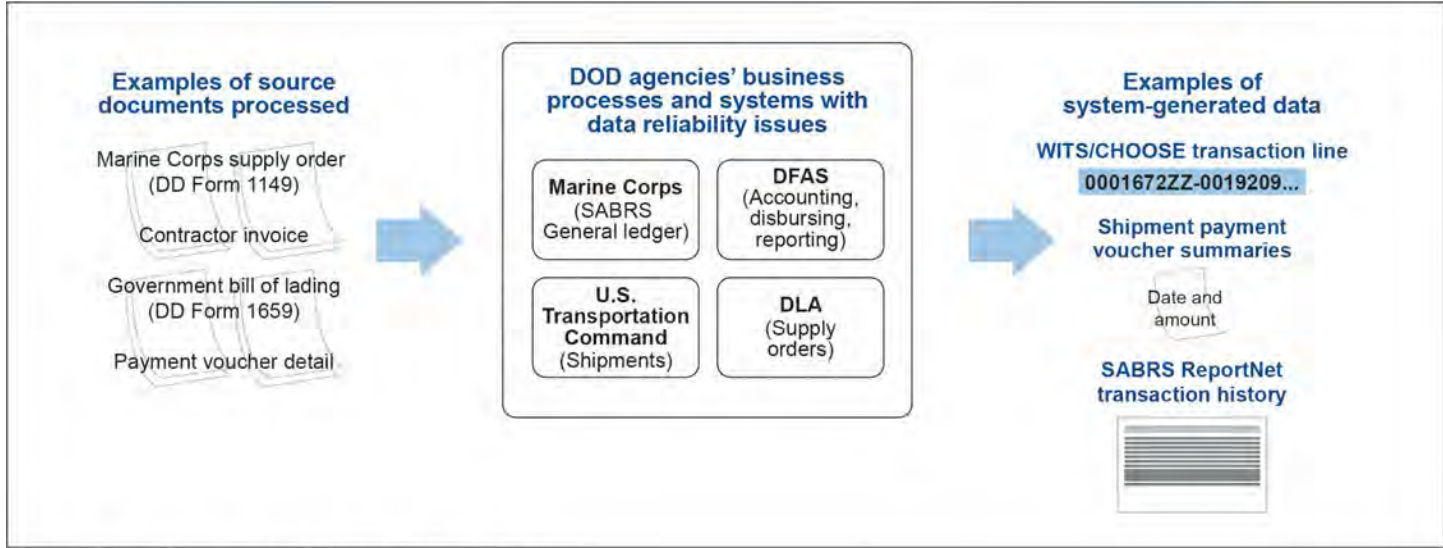 Examples of source
documents processed
Marine Corps supply order
(DD Form 1149)
Contractor invoice
Government bill of lading
(DD Form 1659)
Payment voucher detail
DOD agencies' business
processes and systems with
data reliability issues
Marine Corps
(SABRS
General ledger)
DFAS
(Accounting,
disbursing,
reporting)
U.S.
Transportation
Command
(Shipments)
DLA
(Supply
orders)
Examples of
system-generated data
WITS/CHOOSE transaction line
0001672ZZ-0019209...
Shipment payment
voucher summaries
Date and
amount
SABRS ReportNet
transaction history